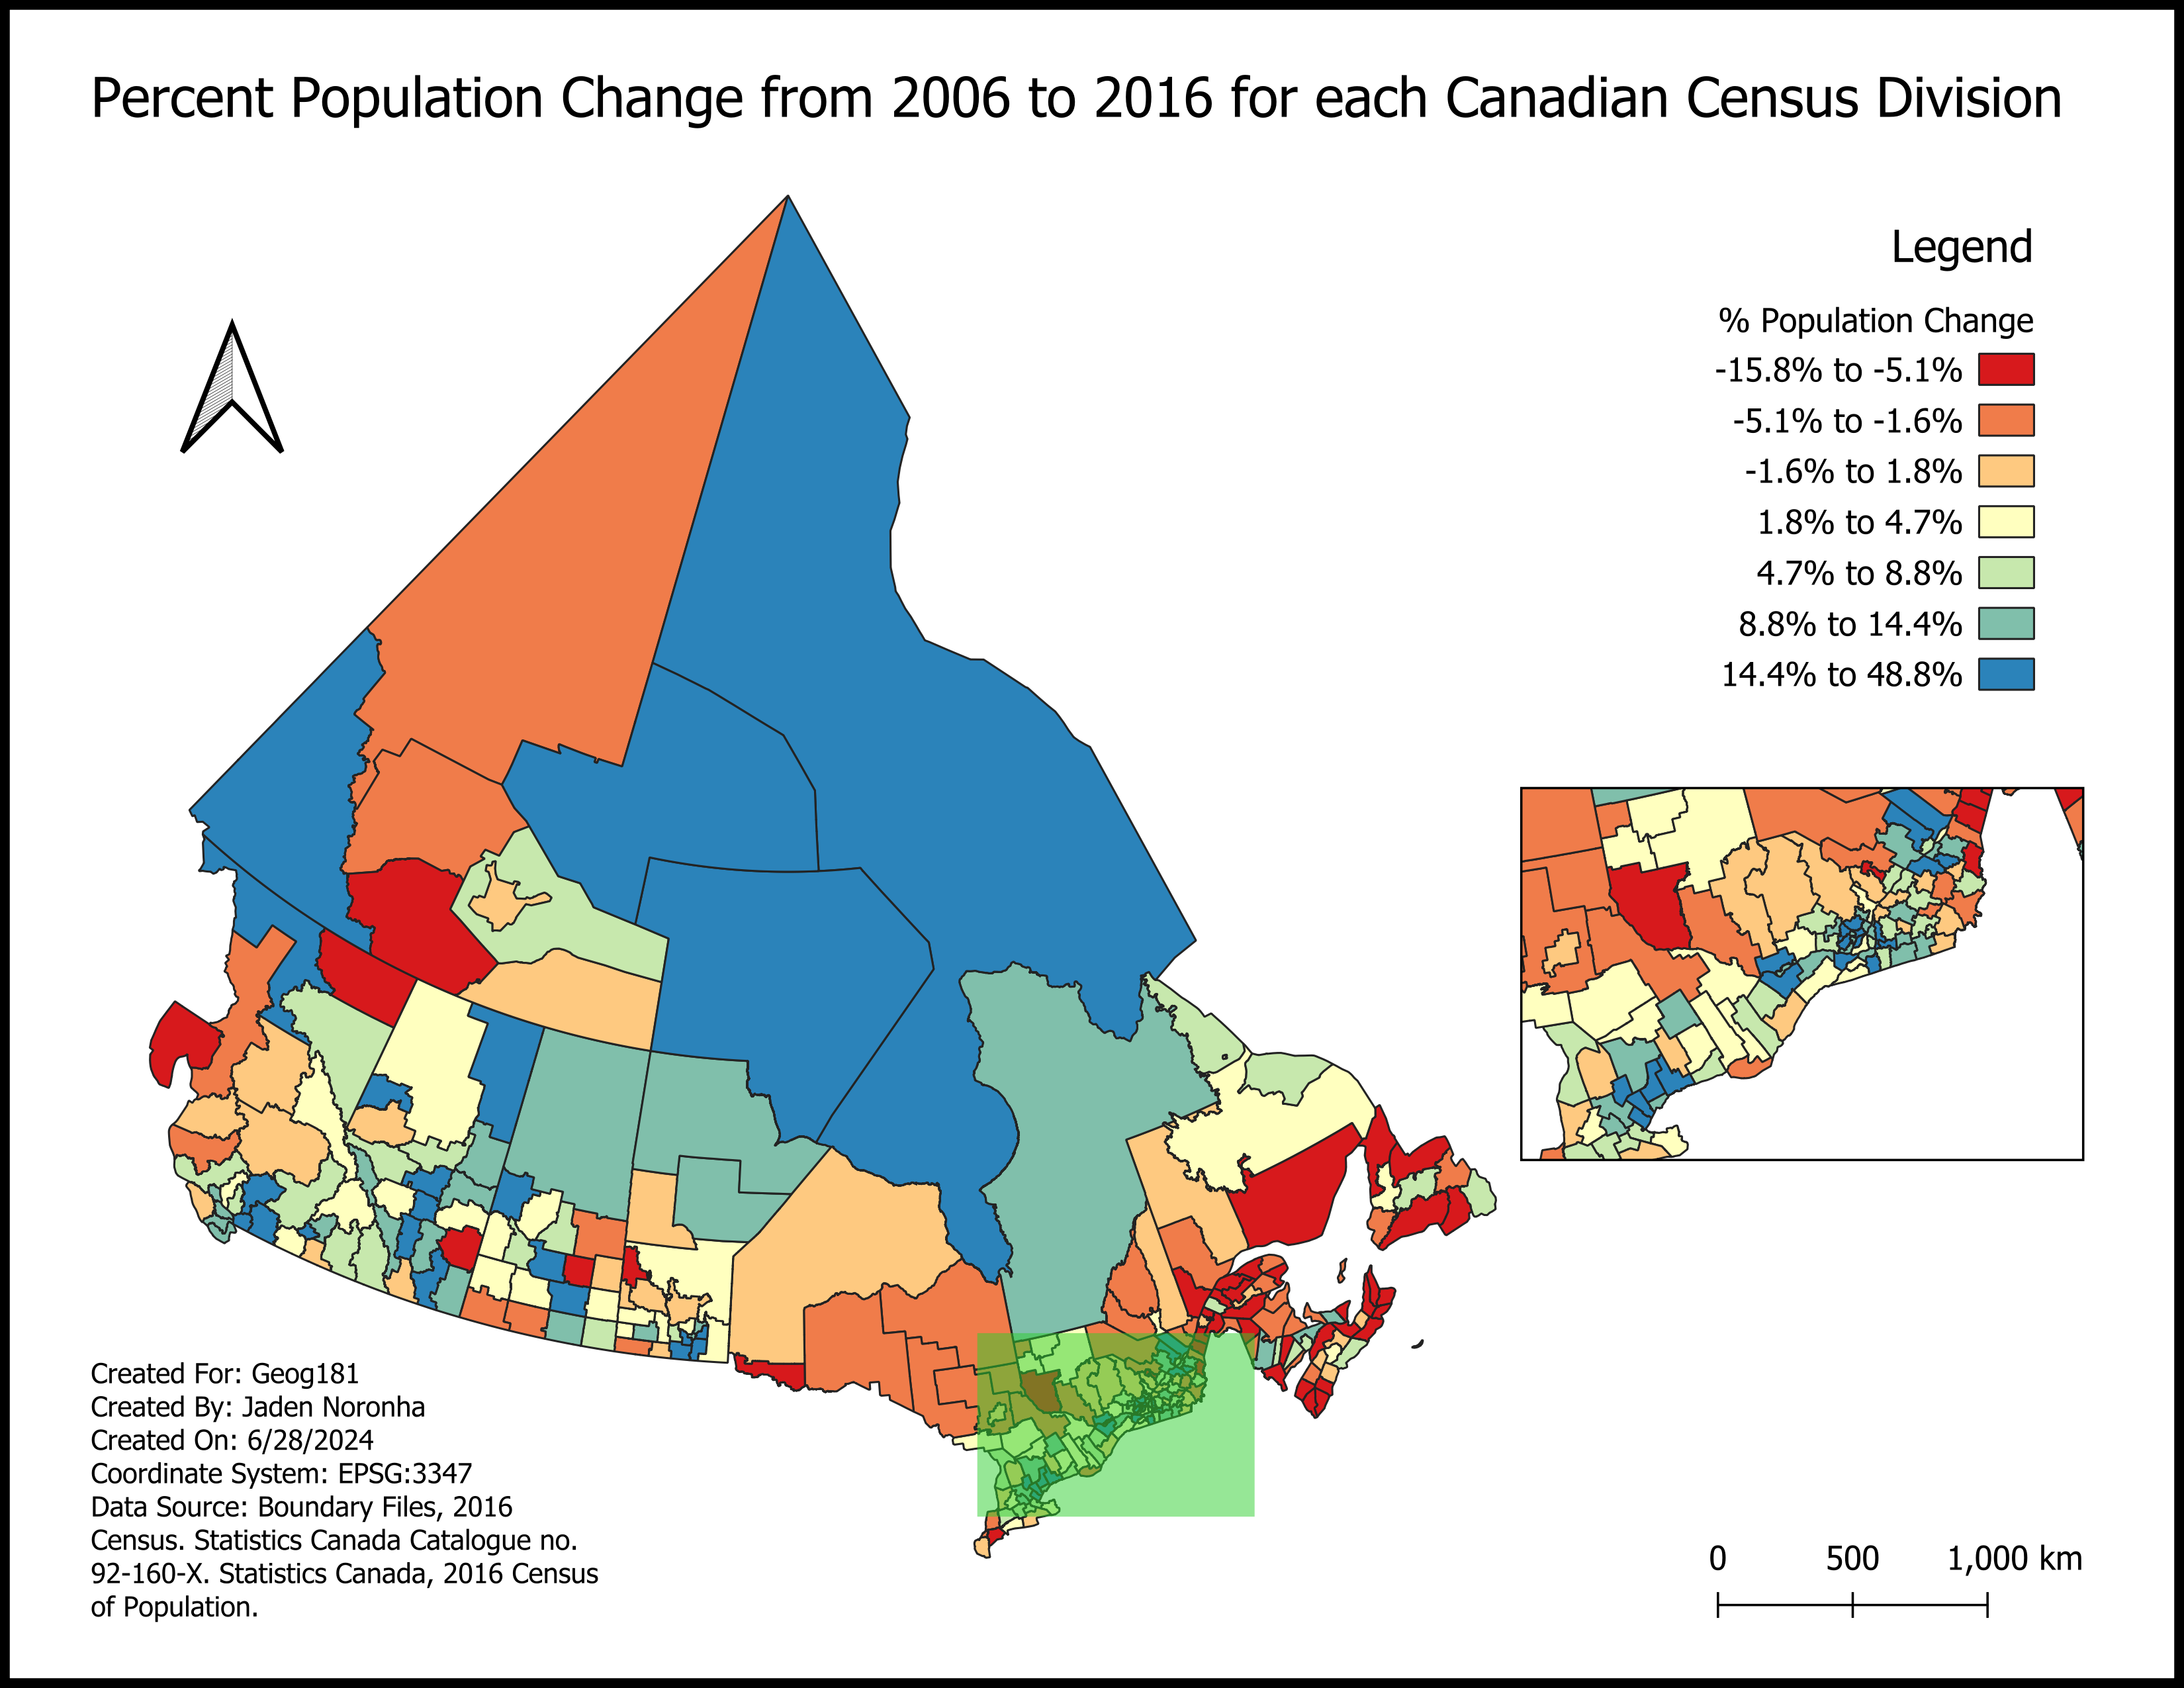 Percent Population Change from 2006 to 2016 for each Canadian Census Division
Legend
% Population Change
-15.8% to -5.1%
-5.1% to -1.6%
-1.6% to 1.8%
1.8% to 4.7%
4.7% to 8.8%
8.8% to 14.4%
14.4% to 48.8%
Created For: Geog181
Created By: Jaden Noronha
Created On: 6/28/2024
Coordinate System: EPSG:3347
Data Source: Boundary Files, 2016
Census. Statistics Canada Catalogue no.
92-160-X. Statistics Canada, 2016 Census
of Population.
0 500 1,000 km